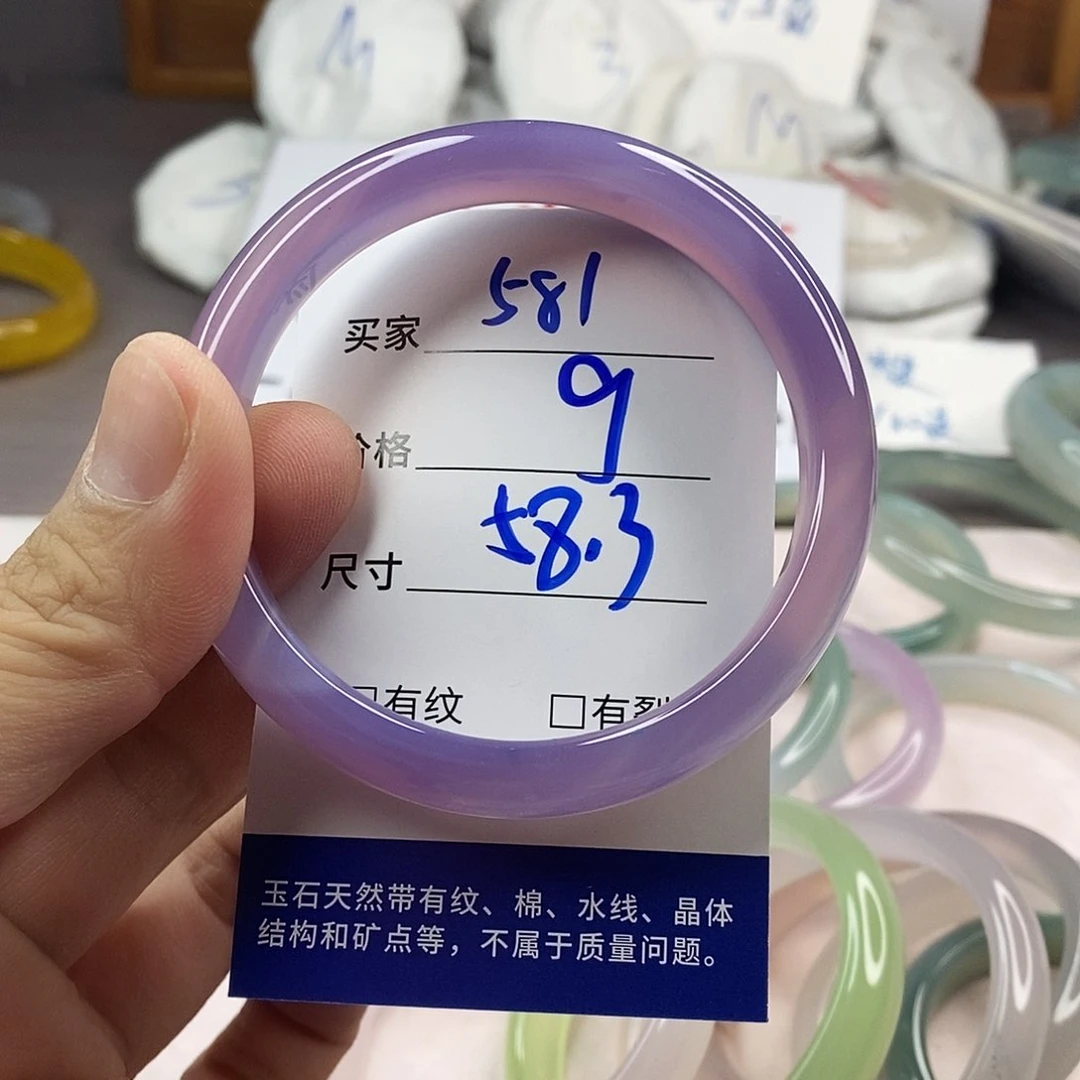 买家 581
价格 9
尺寸 58.3
□有纹 □有裂
玉石天然带有纹、棉、水线、晶体
结构和矿点等，不属于质量问题。